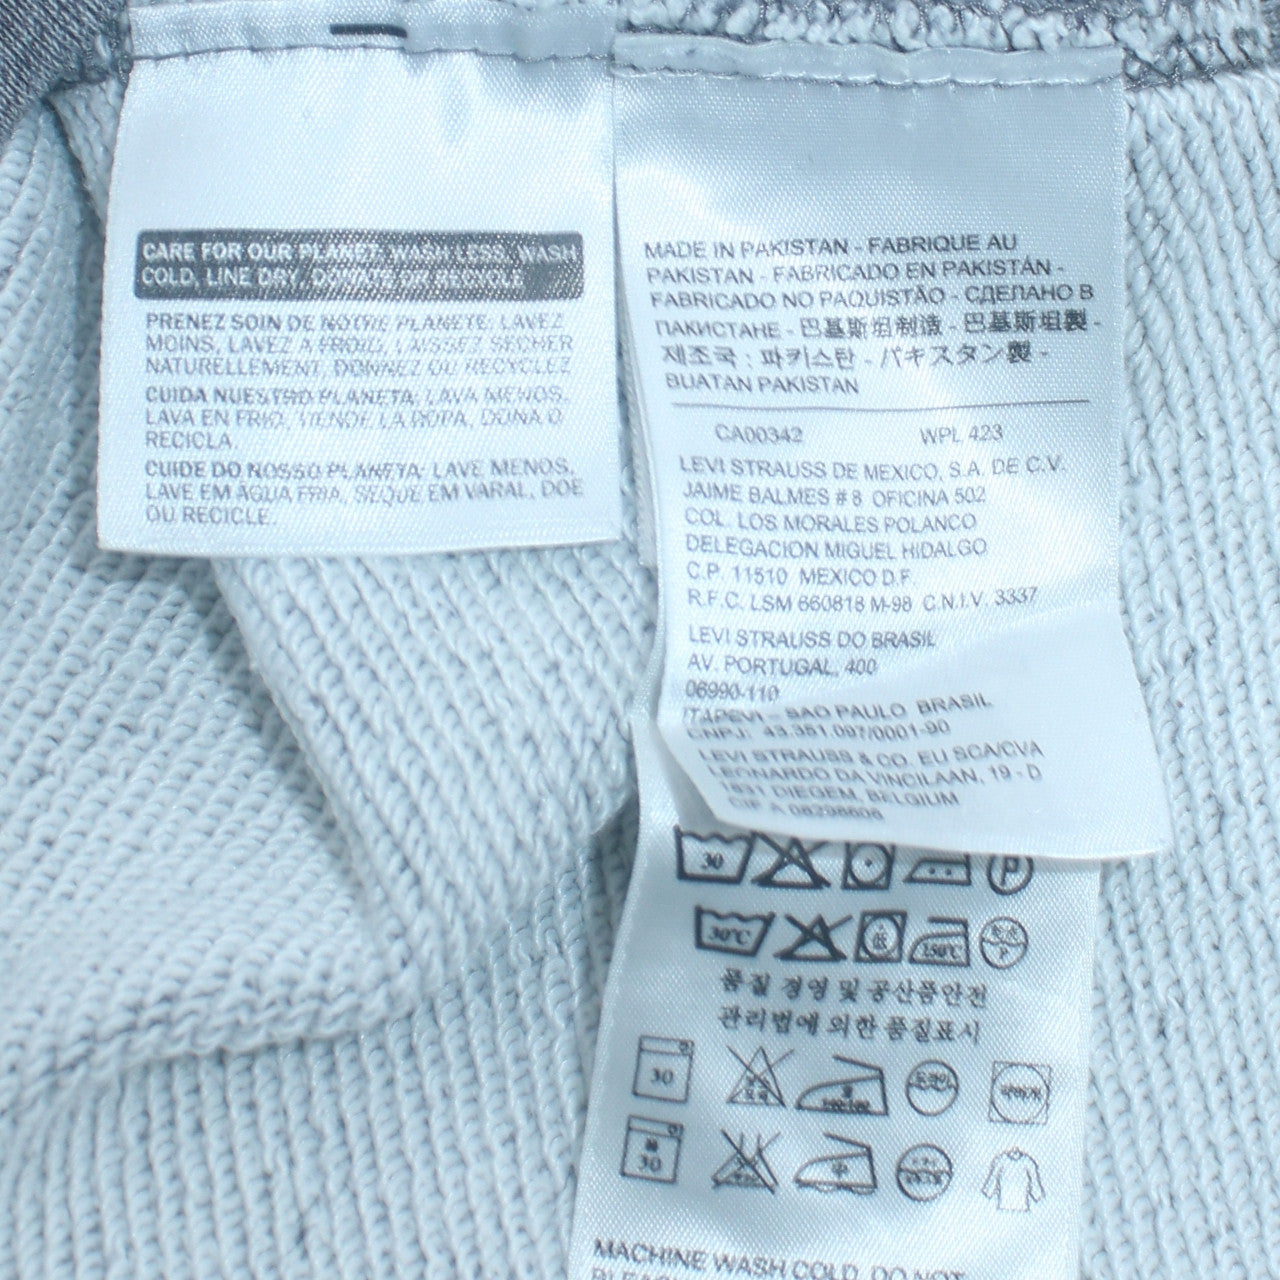 CARE FOR OUR PLANET: WASH LESS, WASH
COLD, LINE DRY, DONATE OR RECYCLE
PRENEZ SOIN DE NOTRE PLANETE: LAVEZ
MOINS, LAVEZ A FROID, LAISSEZ SECHER
NATURELLEMENT, DONNEZ OU RECYCLEZ
CUIDA NUESTRO PLANETA: LAVA MENOS,
LAVA EN FRIO, TIENDE LA ROPA, DONA O
RECICLA.
CUIDE DO NOSSO PLANETA: LAVE MENOS,
LAVE EM ÁGUA FRIA, SEQUE EM VARAL, DOE
OU RECICLE.
MADE IN PAKISTAN - FABRIQUE AU
PAKISTAN - FABRICADO EN PAKISTÁN -
FABRICADO NO PAQUISTÃO - СДЕЛАНО В
ПАКИСТАНЕ - 巴基斯坦制造 - 巴基斯坦製 -
제조국 : 파키스탄 - パキスタン製 -
BUATAN PAKISTAN
CA00342 WPL 423
LEVI STRAUSS DE MEXICO, S.A. DE C.V.
JAIME BALMES # 8 OFICINA 502
COL. LOS MORALES POLANCO
DELEGACION MIGUEL HIDALGO
C.P. 11510 MEXICO D.F.
R.F.C. LSM 660818 M-98 C.N.I.V. 3337
LEVI STRAUSS DO BRASIL
AV. PORTUGAL, 400
06990-110
ITAPEVI - SAO PAULO BRASIL
CNPJ: 43.351.097/0001-90
LEVI STRAUSS & CO. EU SCA/CVA
LEONARDO DA VINCILAAN, 19 - D
1831 DIEGEM, BELGIUM
CIF A 08298606
30 P
30℃ 低 150℃
품질 경영 및 공산품안전
관리법에 의한 품질표시
30 약하게
30 中
MACHINE WASH COLD. DO NOT